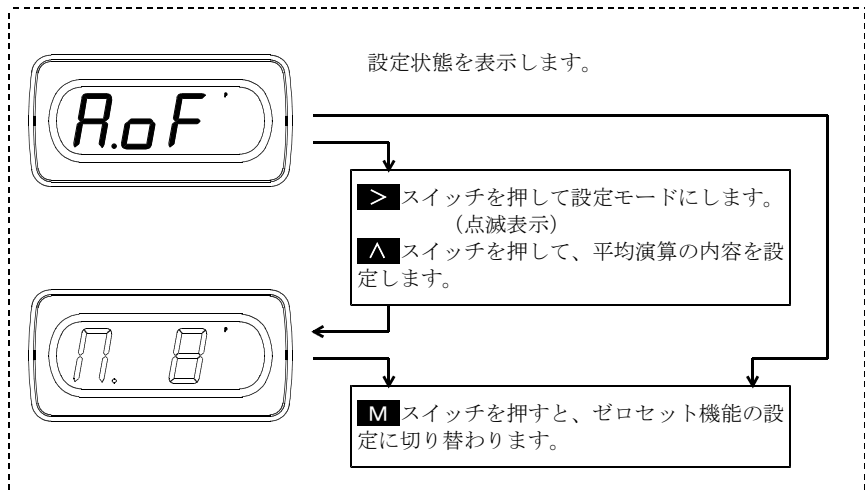 設定状態を表示します。
A.oF
> スイッチを押して設定モードにします。
(点滅表示)
∧ スイッチを押して、平均演算の内容を設
定します。
П. 8
M スイッチを押すと、ゼロセット機能の設
定に切り替わります。